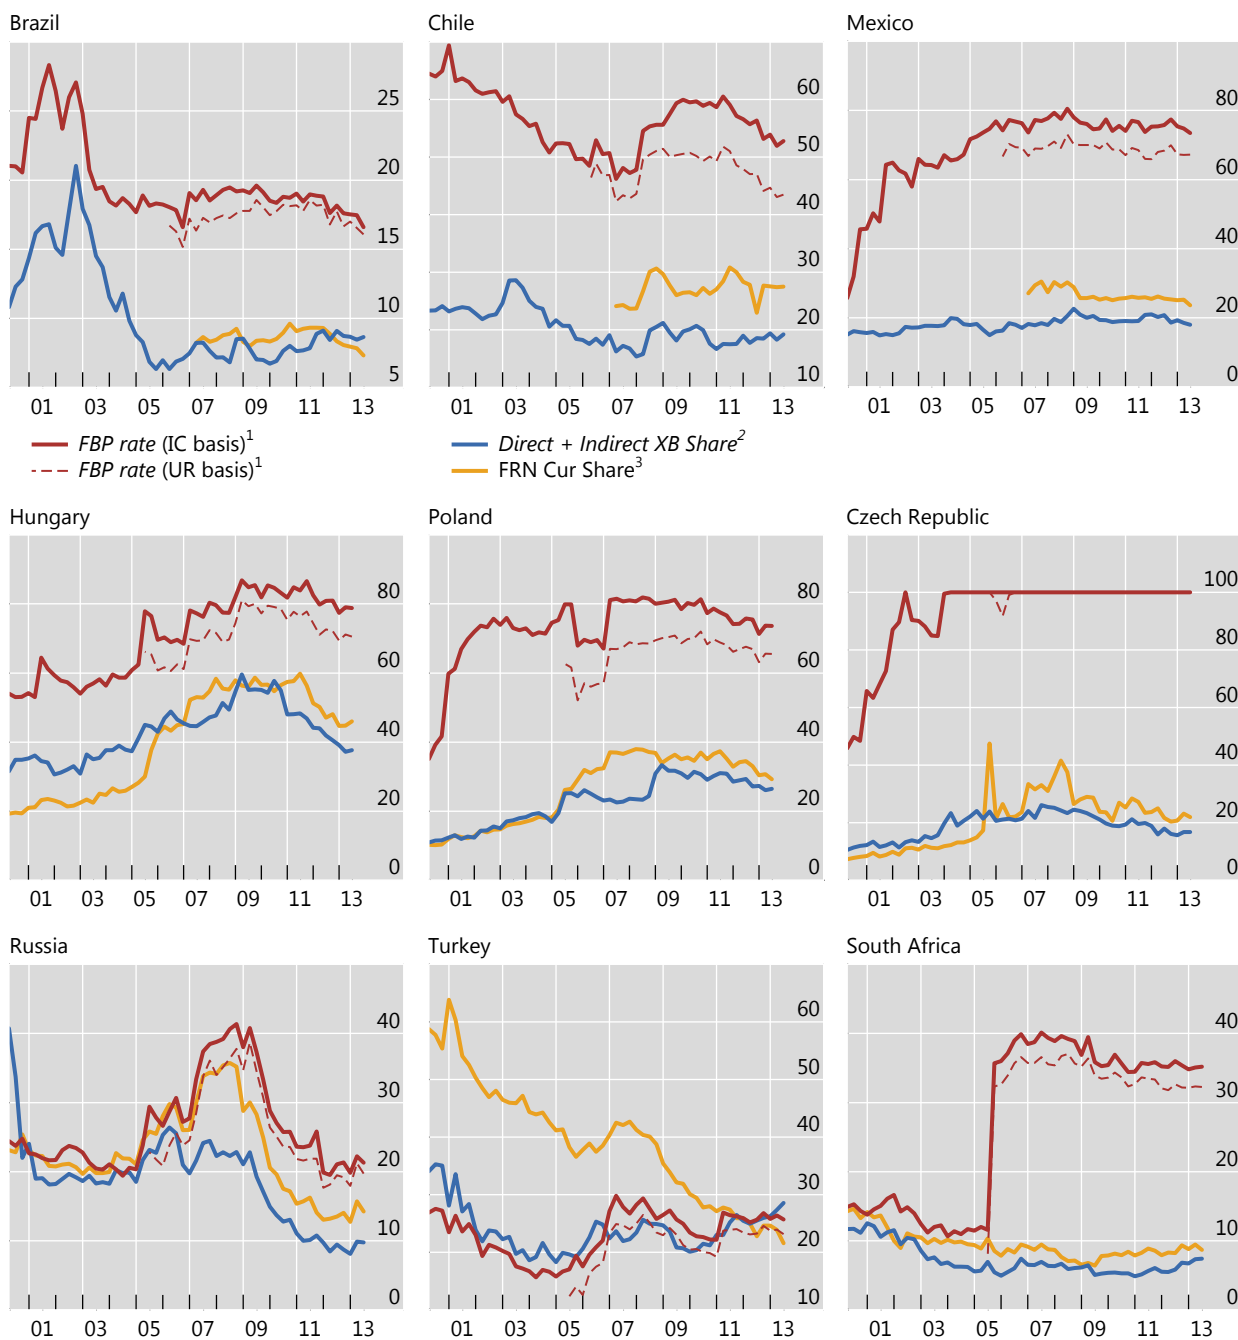 Brazil Chile Mexico
25 60 80
20 50 60
15 40 40
10 30 20
5 20 0
10
01 03 05 07 09 11 13 01 03 05 07 09 11 13 01 03 05 07 09 11 13
FBP rate (IC basis)1 Direct + Indirect XB Share2
FBP rate (UR basis)1 FRN Cur Share3
Hungary Poland Czech Republic
80 80 100
60 60 80
40 40 60
20 20 40
0 0 20
0
01 03 05 07 09 11 13 01 03 05 07 09 11 13 01 03 05 07 09 11 13
Russia Turkey South Africa
40 60 40
30 50 30
20 40 20
10 30 10
0 20 0
10
01 03 05 07 09 11 13 01 03 05 07 09 11 13 01 03 05 07 09 11 13